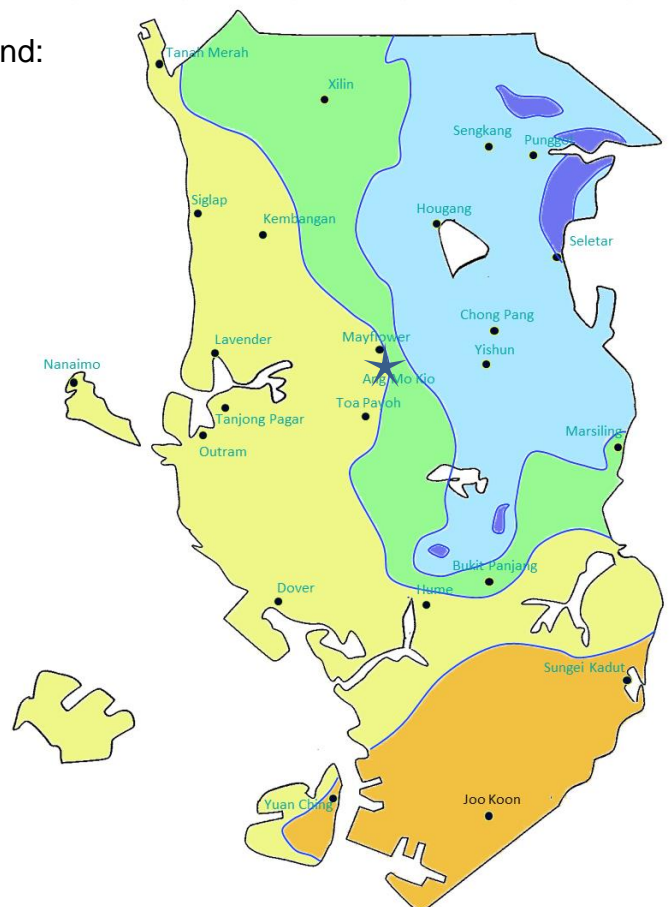 nd:
Tanah Merah
Xilin
Sengkang
Punggol
Siglap
Kembangan
Hougang
Seletar
Chong Pang
Lavender
Mayflower
Yishun
Nanaimo
Ang Mo Kio
Toa Payoh
Tanjong Pagar
Outram
Marsiling
Bukit Panjang
Dover
Hume
Sungei Kadut
Yuan Ching
Joo Koon